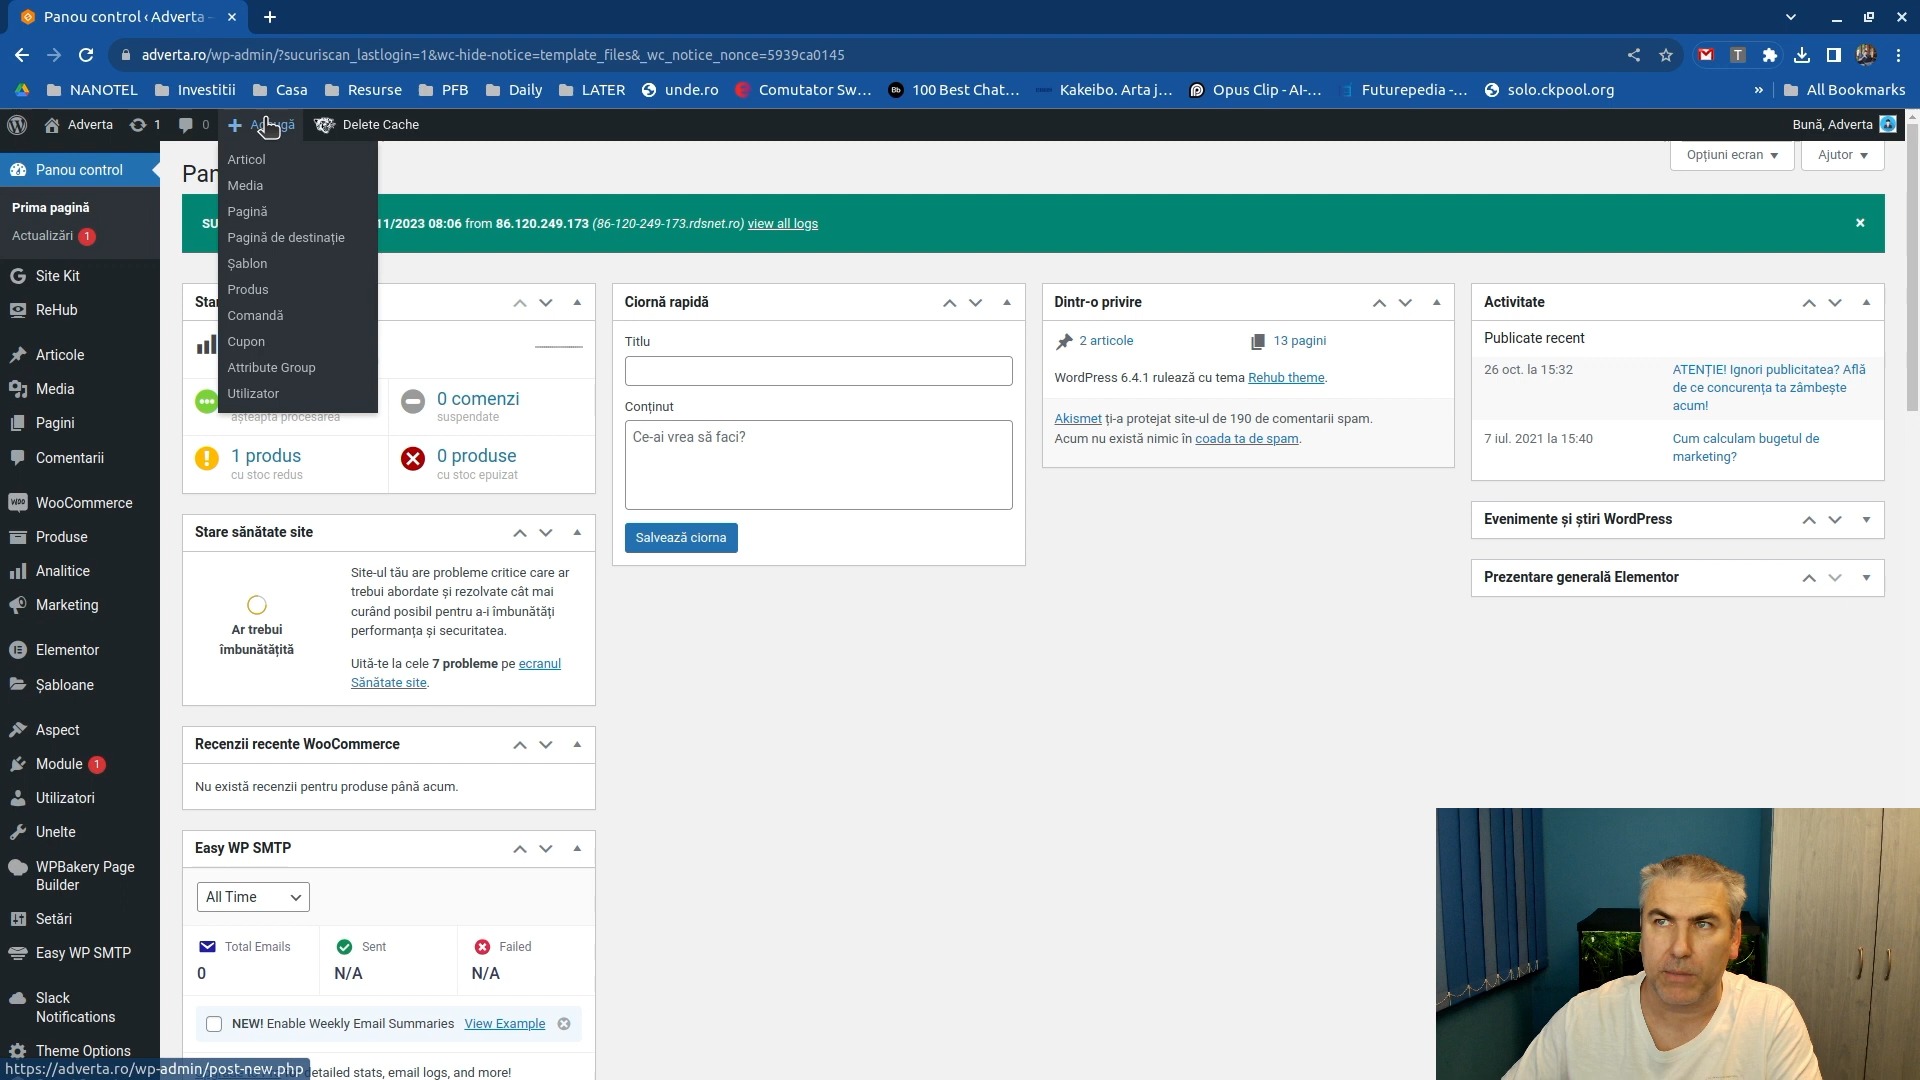 Panou control ‹ Adverta -
adverta.ro/wp-admin/?sucuriscan_lastlogin=1&wc-hide-notice=template_files&_wc_notice_nonce=5939ca0145
NANOTEL Investitii Casa Resurse PFB Daily LATER unde.ro Comutator Sw... 100 Best Chat... Kakeibo. Arta j... Opus Clip - AI-... Futurepedia -... solo.ckpool.org » All Bookmarks
Adverta 1 0 Delete Cache Bună, Adverta
Opțiuni ecran Ajutor
Panou control
Prima pagină
Actualizări 1
Site Kit
ReHub
Articole
Media
Pagini
Comentarii
WooCommerce
Produse
Analitice
Marketing
Elementor
Șabloane
Aspect
Module 1
Utilizatori
Unelte
WPBakery Page
Builder
Setări
Easy WP SMTP
Slack
Notifications
Theme Options
https://adverta.ro/wp-admin/post-new.php
Articol
Media
Pagină
Pagină de destinație
Șablon
Produs
Comandă
Cupon
Attribute Group
Utilizator
11/2023 08:06 from 86.120.249.173 (86-120-249-173.rdsnet.ro) view all logs
așteaptă procesarea
0 comenzi
suspendate
1 produs
cu stoc redus
0 produse
cu stoc epuizat
Stare sănătate site
Ar trebui
îmbunătățită
Site-ul tău are probleme critice care ar
trebui abordate și rezolvate cât mai
curând posibil pentru a-i îmbunătăți
performanța și securitatea.
Uită-te la cele 7 probleme pe ecranul
Sănătate site.
Recenzii recente WooCommerce
Nu există recenzii pentru produse până acum.
Easy WP SMTP
All Time
Total Emails
0
Sent
N/A
Failed
N/A
NEW! Enable Weekly Email Summaries View Example
detailed stats, email logs, and more!
Ciornă rapidă
Titlu
Conținut
Ce-ai vrea să faci?
Salvează ciorna
Dintr-o privire
2 articole 13 pagini
WordPress 6.4.1 rulează cu tema Rehub theme.
Akismet ți-a protejat site-ul de 190 de comentarii spam.
Acum nu există nimic în coada ta de spam.
Activitate
Publicate recent
26 oct. la 15:32
ATENȚIE! Ignori publicitatea? Află
de ce concurența ta zâmbește
acum!
7 iul. 2021 la 15:40
Cum calculam bugetul de
marketing?
Evenimente și știri WordPress
Prezentare generală Elementor